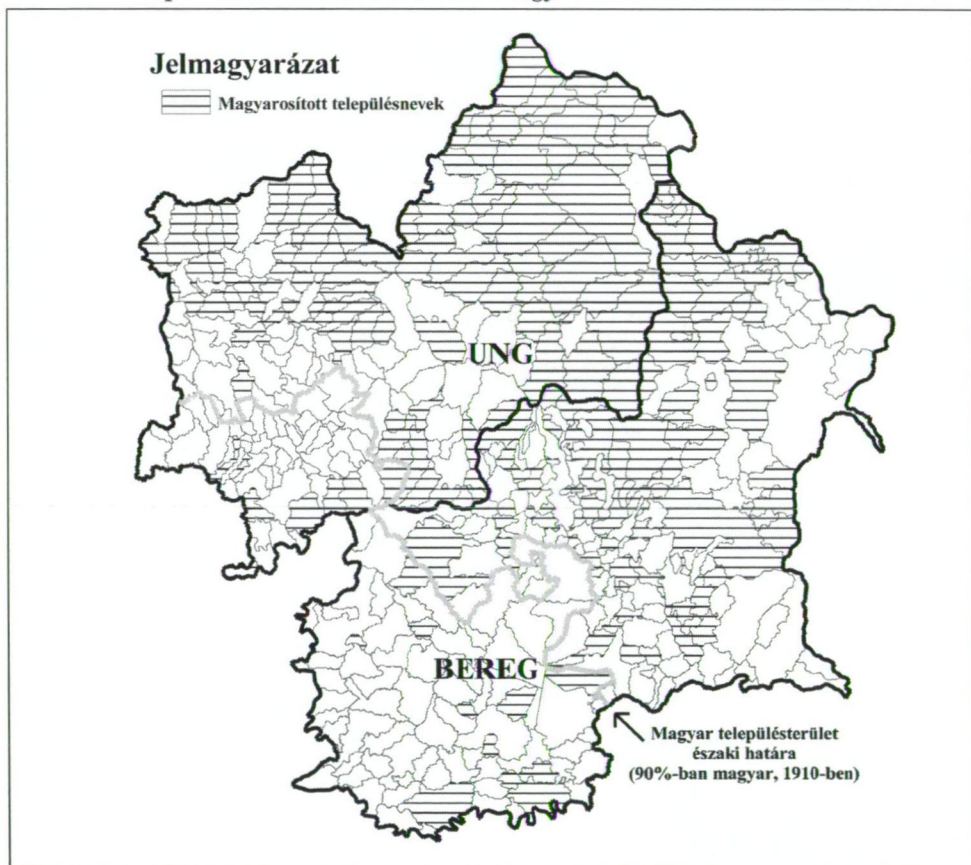 Jelmagyarázat
Magyarosított településnevek
UNG
BEREG
Magyar településterület
északi határa
(90%-ban magyar, 1910-ben)